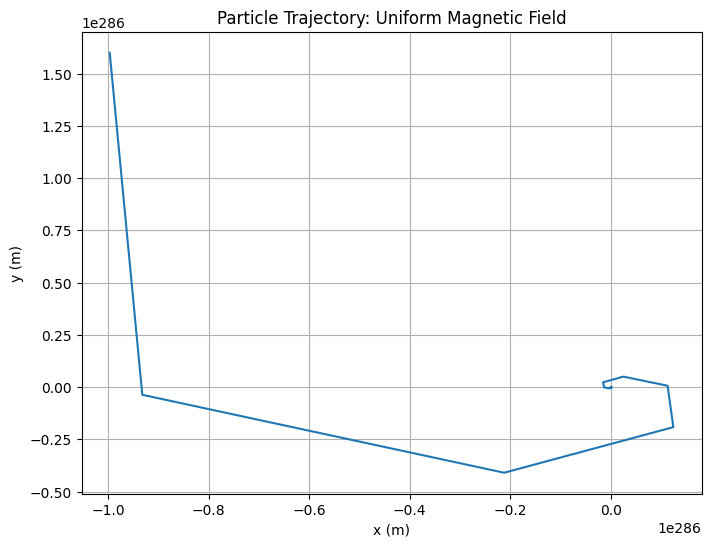 Particle Trajectory: Uniform Magnetic Field
1e286
1.50
1.25
1.00
0.75
0.50
0.25
0.00
−0.25
−0.50
y (m)
−1.0 −0.8 −0.6 −0.4 −0.2 0.0
1e286
x (m)